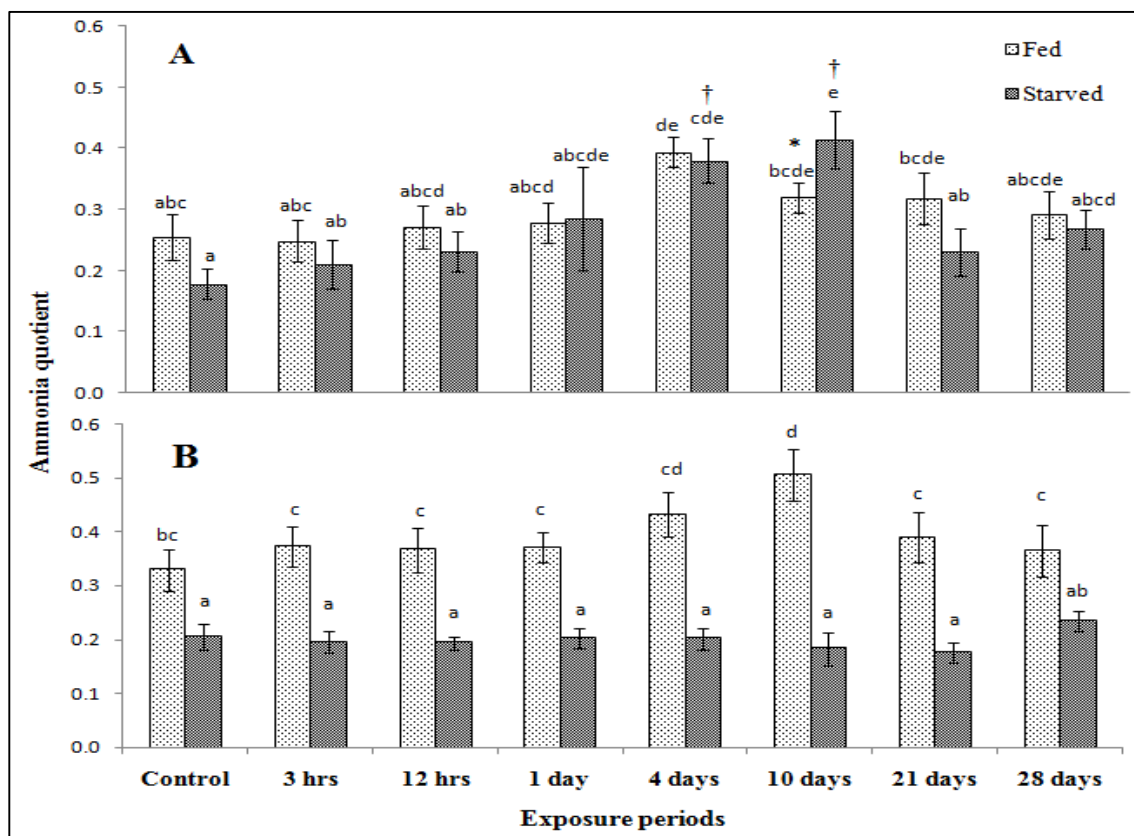 Ammonia quotient
0.6
0.5
0.4
0.3
0.2
0.1
0.0
A
Fed
Starved
abc
a
abc
ab
abcd
ab
abcd
abcde
de
†
cde
*
bcde
†
e
bcde
ab
abcde
abcd
0.6
0.5
0.4
0.3
0.2
0.1
0.0
B
bc
a
c
a
c
a
c
a
cd
a
d
a
c
a
c
ab
Control 3 hrs 12 hrs 1 day 4 days 10 days 21 days 28 days
Exposure periods